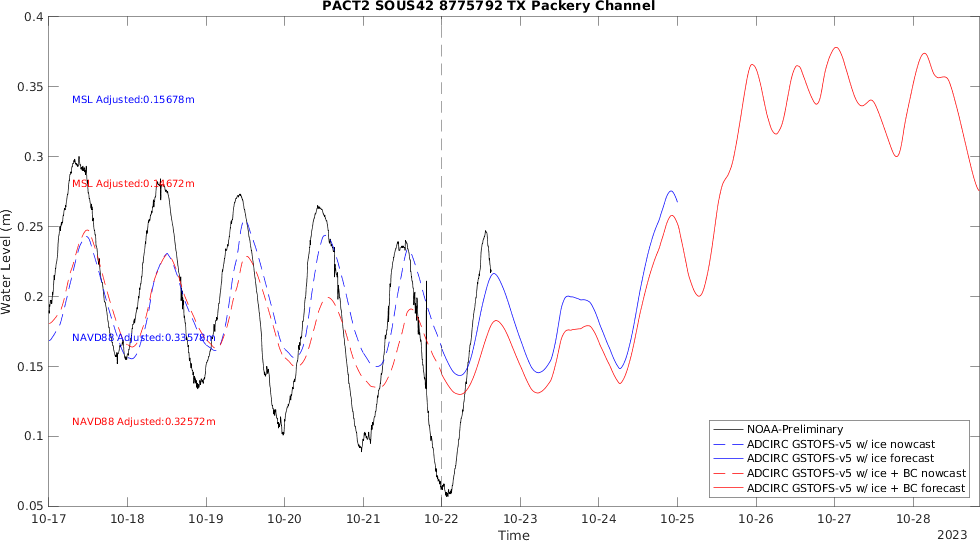 PACT2 SOUS42 8775792 TX Packery Channel
0.4
0.35
0.3
0.25
0.2
0.15
0.1
0.05
Water Level (m)
MSL Adjusted:0.15678m
MSL Adjusted:0.14672m
NAVD88 Adjusted:0.33578m
NAVD88 Adjusted:0.32572m
NOAA-Preliminary
ADCIRC GSTOFS-v5 w/ ice nowcast
ADCIRC GSTOFS-v5 w/ ice forecast
ADCIRC GSTOFS-v5 w/ ice + BC nowcast
ADCIRC GSTOFS-v5 w/ ice + BC forecast
10-17 10-18 10-19 10-20 10-21 10-22 10-23 10-24 10-25 10-26 10-27 10-28
Time
2023